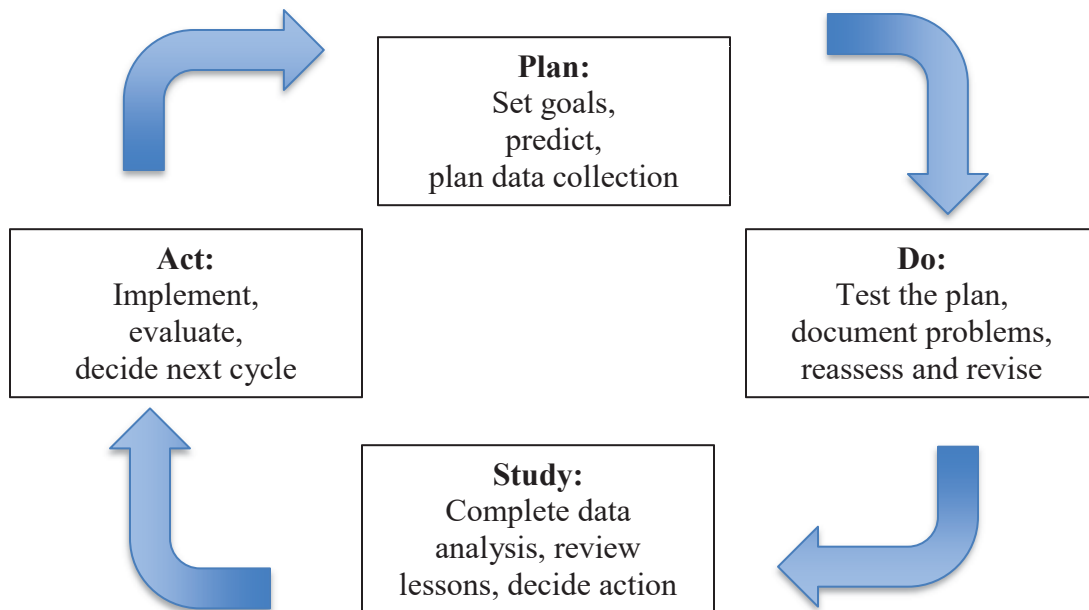 Plan:
Set goals,
predict,
plan data collection
Act:
Implement,
evaluate,
decide next cycle
Do:
Test the plan,
document problems,
reassess and revise
Study:
Complete data
analysis, review
lessons, decide action